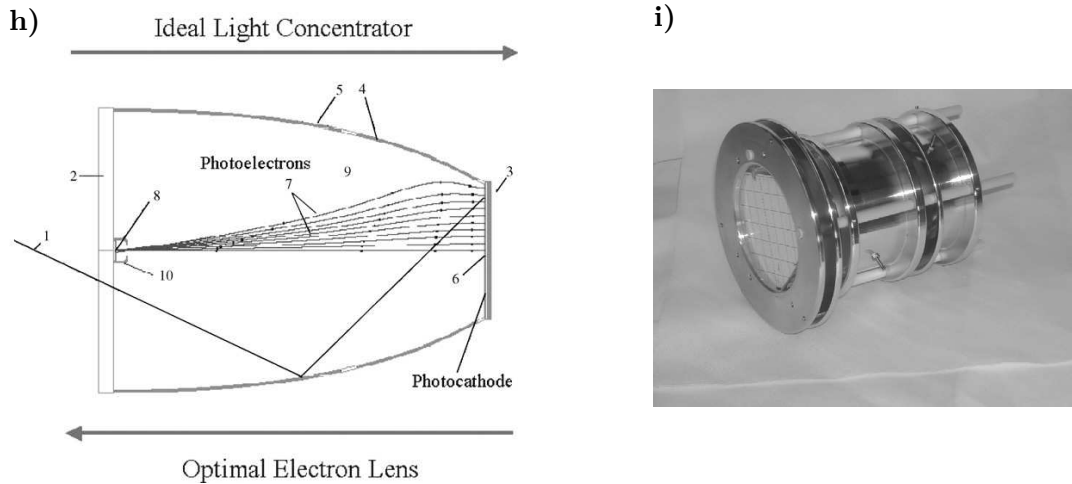 h)
Ideal Light Concentrator
5 4
Photoelectrons
9
2
3
8
7
1
10
6
Photocathode
Optimal Electron Lens
i)